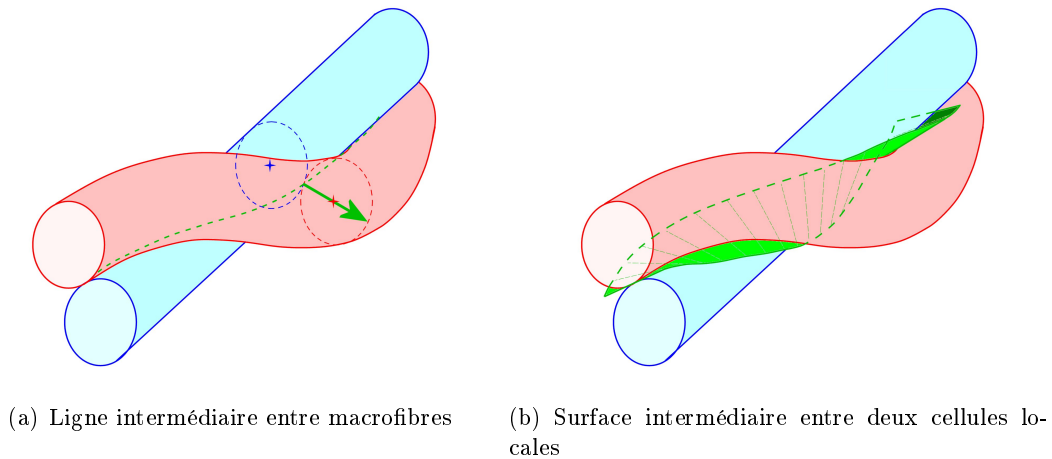 (a) Ligne intermédiaire entre macrofibres
(b) Surface intermédiaire entre deux cellules lo-
cales